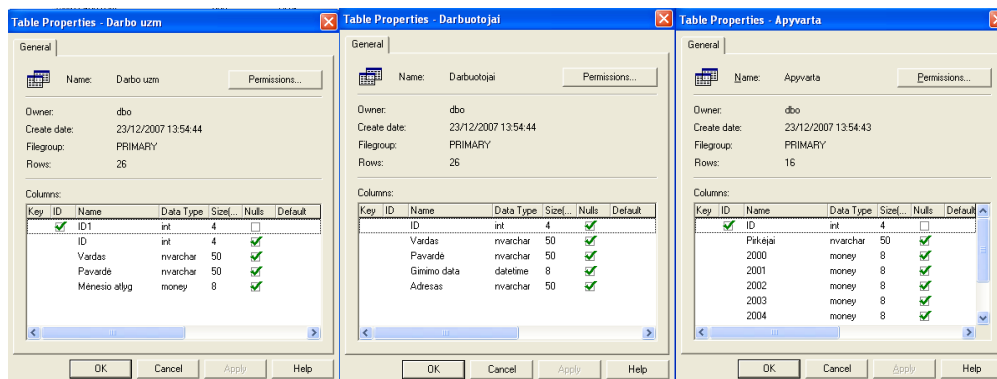 Table Properties - Darbo uzm
General
Name: Darbo uzm Permissions...
Owner: dbo
Create date: 23/12/2007 13:54:44
Filegroup: PRIMARY
Rows: 26
Columns:
Key ID Name Data Type Size(... Nulls Default
ID1 int 4
ID int 4
Vardas nvarchar 50
Pavardė nvarchar 50
Mėnesio atlyg money 8
OK Cancel Apply Help
Table Properties - Darbuotojai
General
Name: Darbuotojai Permissions...
Owner: dbo
Create date: 23/12/2007 13:54:44
Filegroup: PRIMARY
Rows: 26
Columns:
Key ID Name Data Type Size(... Nulls Default
ID int 4
Vardas nvarchar 50
Pavardė nvarchar 50
Gimimo data datetime 8
Adresas nvarchar 50
OK Cancel Apply Help
Table Properties - Apyvarta
General
Name: Apyvarta Permissions...
Owner: dbo
Create date: 23/12/2007 13:54:43
Filegroup: PRIMARY
Rows: 16
Columns:
Key ID Name Data Type Size(... Nulls Default
ID int 4
Pirkėjai nvarchar 50
2000 money 8
2001 money 8
2002 money 8
2003 money 8
2004 money 8
OK Cancel Apply Help